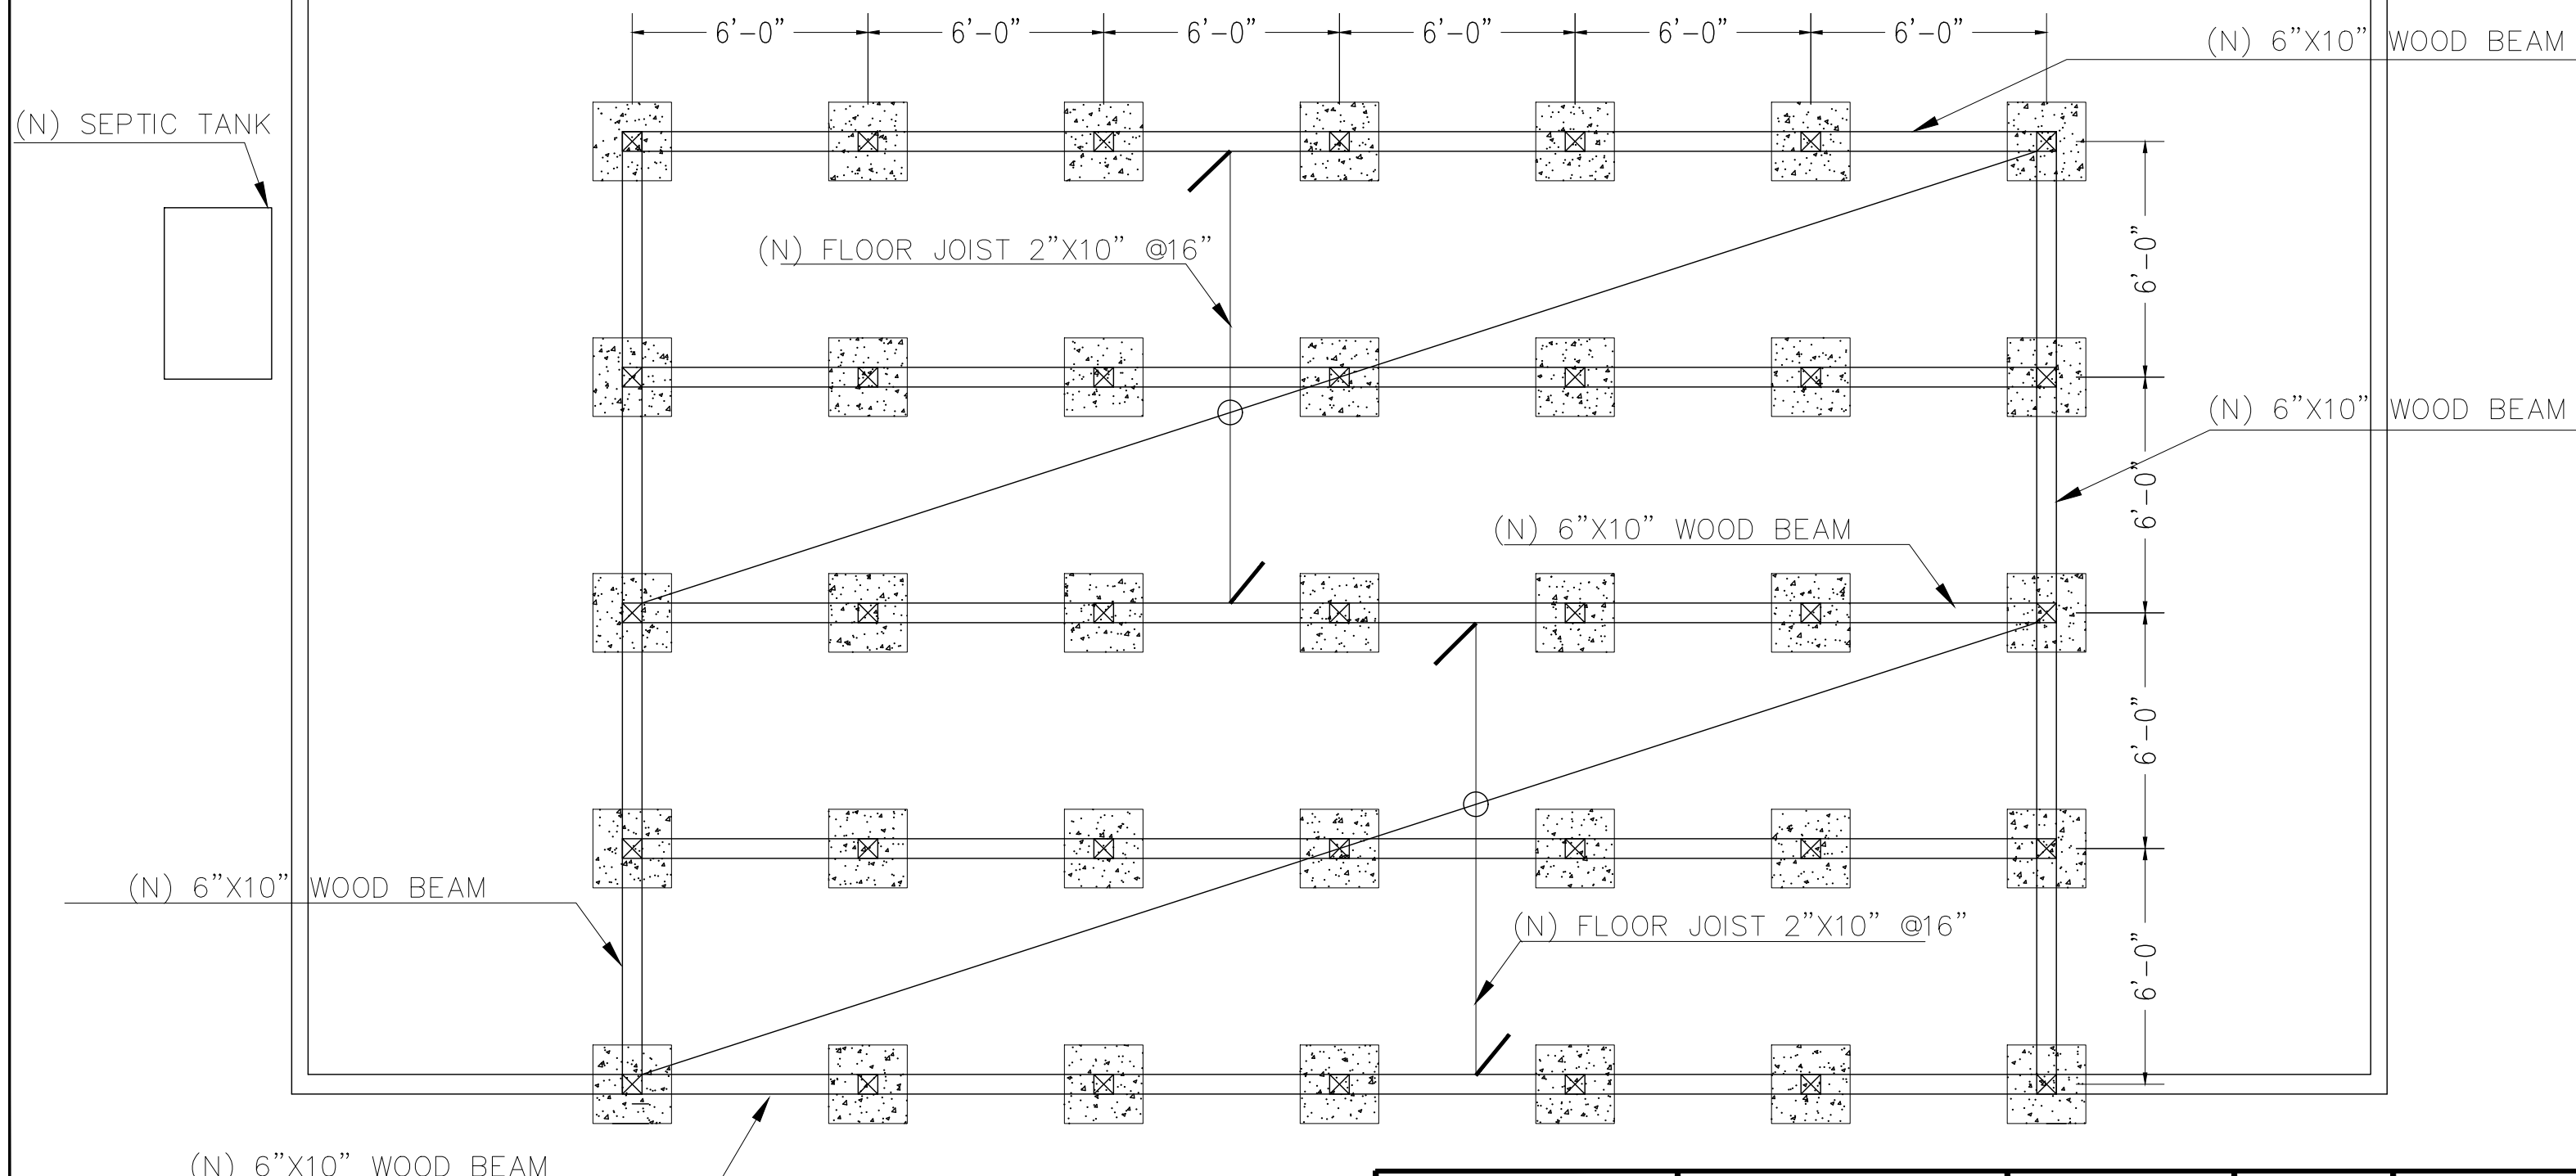 6'-0" 6'-0" 6'-0" 6'-0" 6'-0" 6'-0"
(N) 6"X10" WOOD BEAM
(N) SEPTIC TANK
(N) FLOOR JOIST 2"X10" @16"
6'-0"
(N) 6"X10" WOOD BEAM
6'-0"
(N) 6"X10" WOOD BEAM
6'-0"
(N) 6"X10" WOOD BEAM
(N) FLOOR JOIST 2"X10" @16"
6'-0"
(N) 6"X10" WOOD BEAM